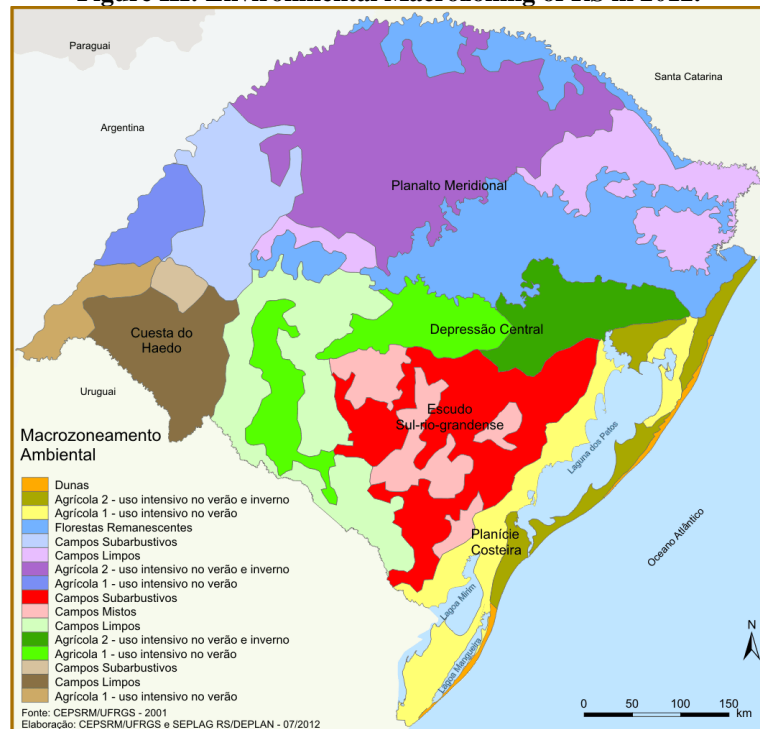 Figure III. Environmental Macrozoning of RS in 2012.
Paraguai
Santa Catarina
Argentina
Planalto Meridional
Depressão Central
Cuesta do
Haedo
Uruguai
Escudo
Sul-rio-grandense
Laguna dos Patos
Planície
Costeira
Oceano Atlântico
Lagoa Mirim
Lagoa Mangueira
Macrozoneamento
Ambiental
Dunas
Agrícola 2 - uso intensivo no verão e inverno
Agrícola 1 - uso intensivo no verão
Florestas Remanescentes
Campos Subarbustivos
Campos Limpos
Agrícola 2 - uso intensivo no verão e inverno
Agrícola 1 - uso intensivo no verão
Campos Subarbustivos
Campos Mistos
Campos Limpos
Agrícola 2 - uso intensivo no verão e inverno
Agricola 1 - uso intensivo no verão
Campos Subarbustivos
Campos Limpos
Agrícola 1 - uso intensivo no verão
Fonte: CEPSRM/UFRGS - 2001
Elaboração: CEPSRM/UFRGS e SEPLAG RS/DEPLAN - 07/2012
N
0 50 100 150
km